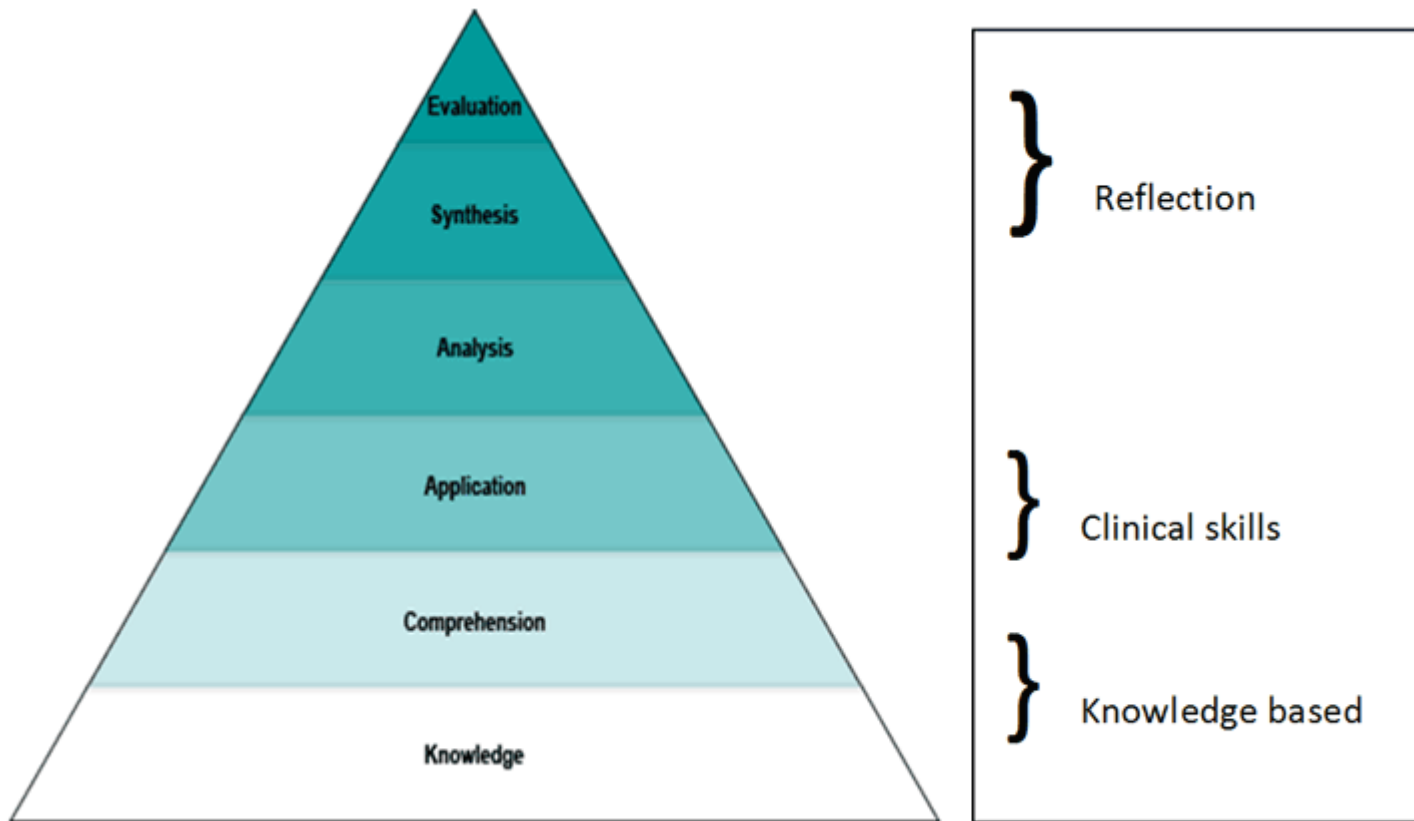 Evaluation
Synthesis
Analysis
Application
Comprehension
Knowledge
Reflection
Clinical skills
Knowledge based